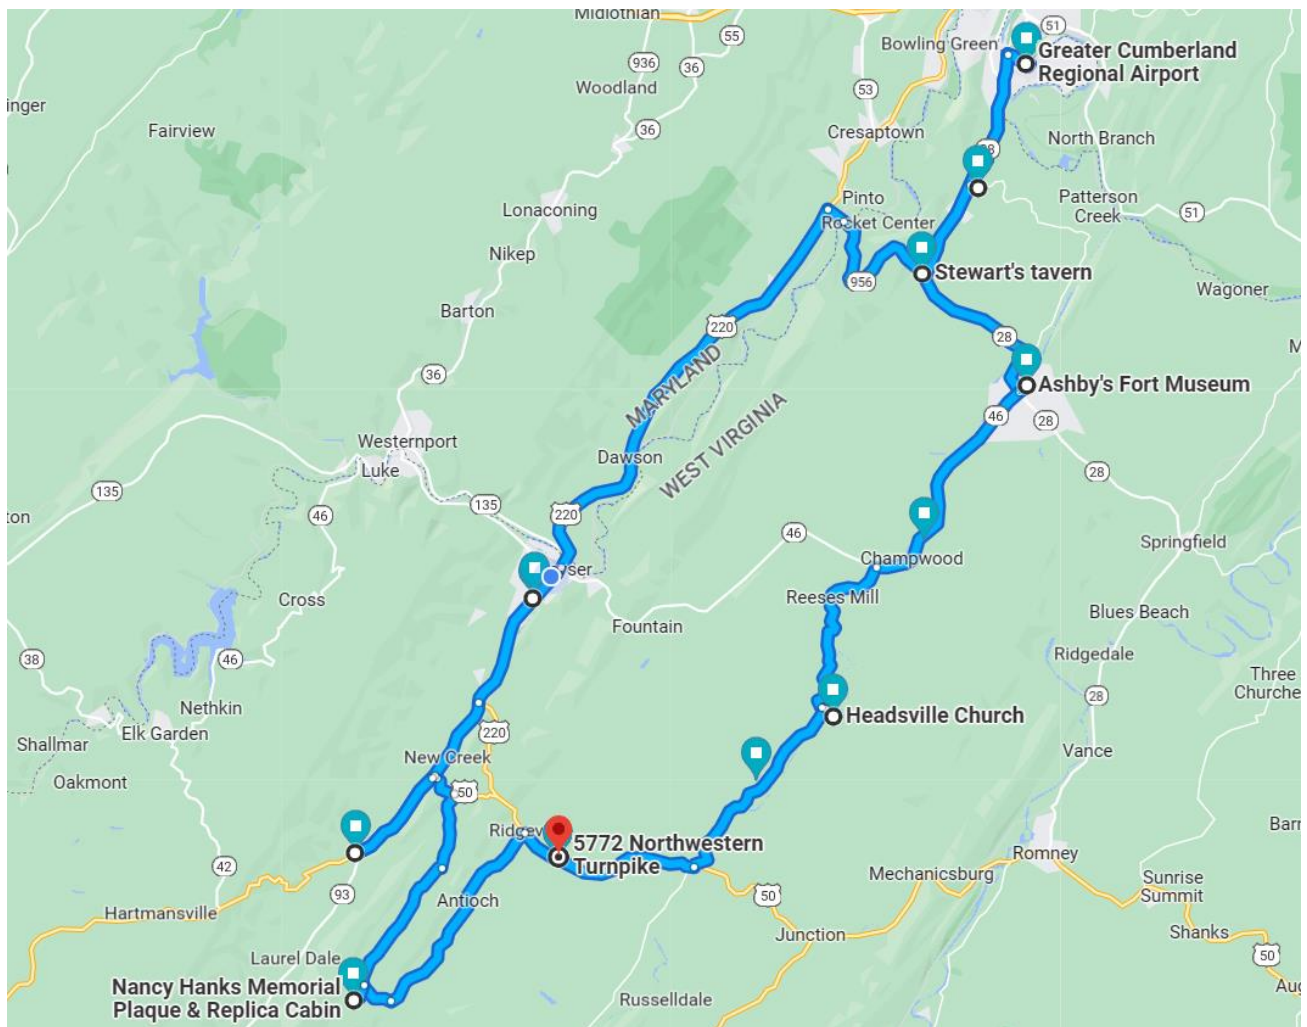 Midlothian
51
Bowling Green
55
Greater Cumberland
Regional Airport
936
36
Woodland
53
36
Fairview
Cresaptown
North Branch
Lonaconing
Pinto
Patterson
Creek
51
Rocket Center
Nikep
956
Stewart's tavern
Wagoner
Barton
220
28
36
MARYLAND
Ashby's Fort Museum
WEST VIRGINIA
46
28
Westernport
Luke
Dawson
28
135
135
220
46
46
Champwood
Springfield
Cross
Reeses Mill
Blues Beach
Fountain
38
46
Ridgedale
Three
28
Nethkin
Headsville Church
Elk Garden
Shallmar
220
Vance
Oakmont
New Creek
50
5772 Northwestern
Turnpike
Romney
42
93
Mechanicsburg
Sunrise
Summit
50
Antioch
Hartmansville
Junction
Shanks
50
Laurel Dale
Nancy Hanks Memorial
Plaque & Replica Cabin
Russelldale